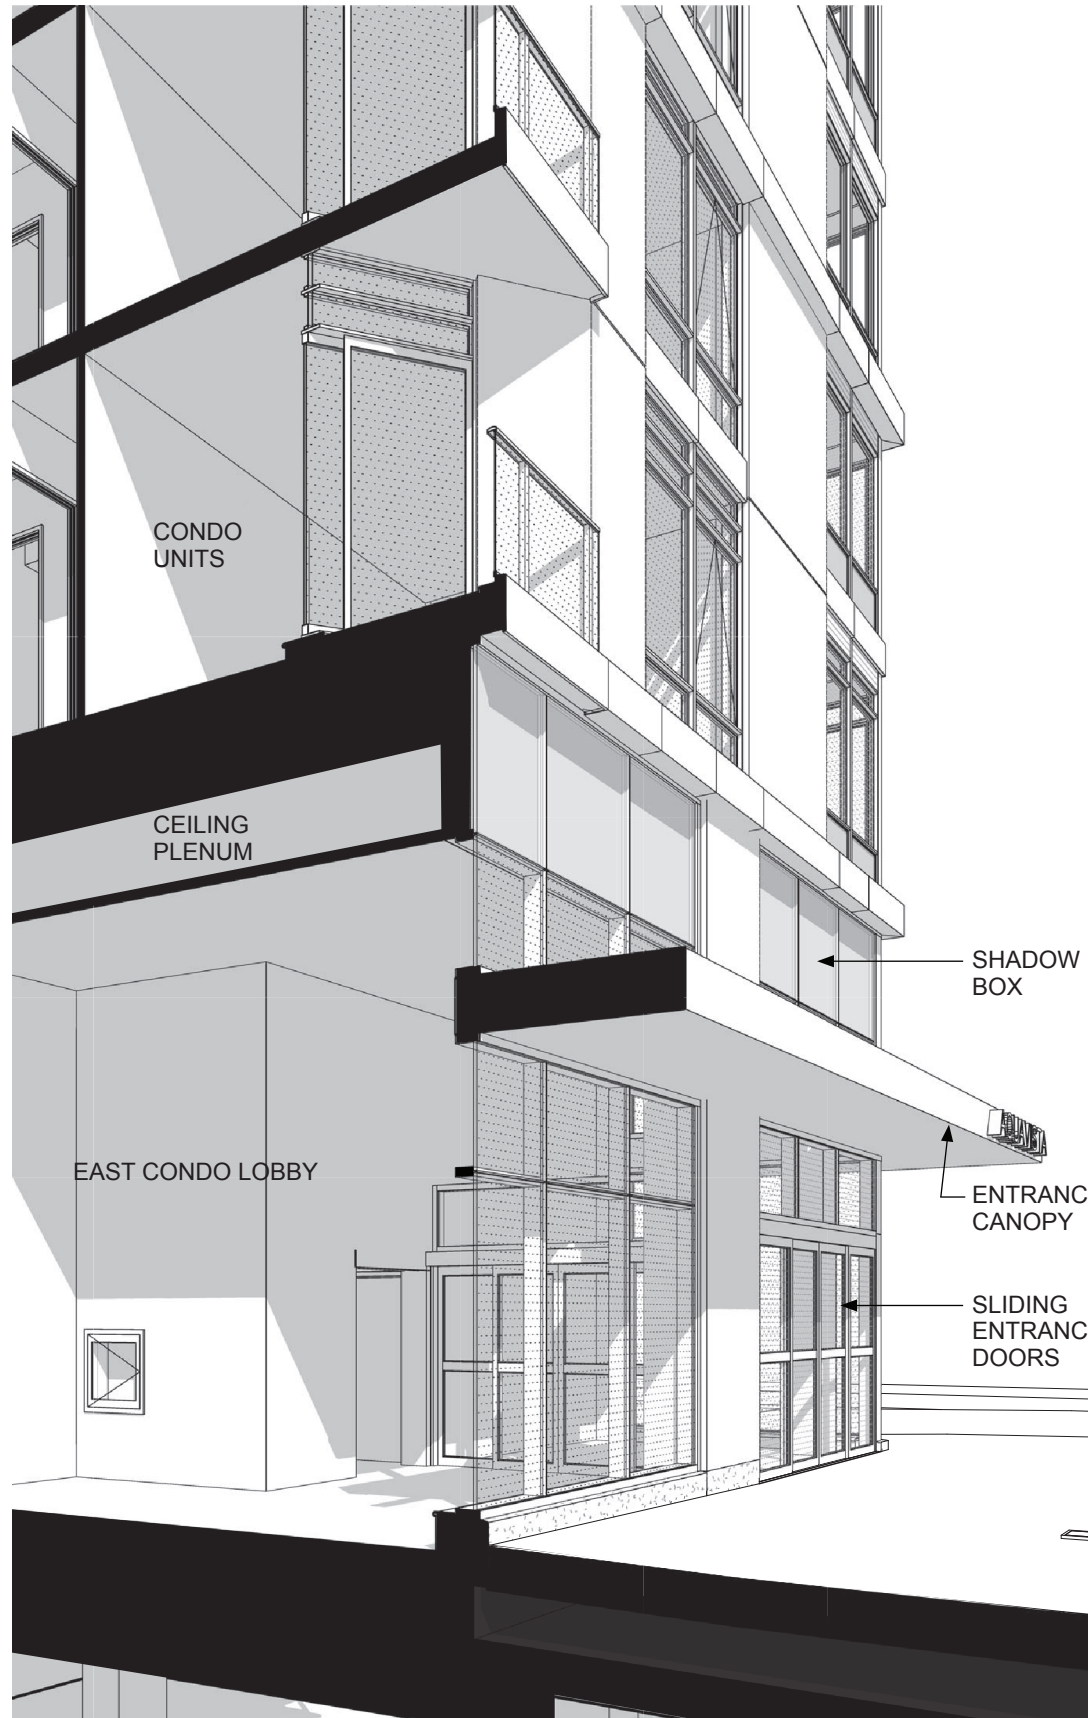 CONDO
UNITS
CEILING
PLENUM
SHADOW
BOX
EAST CONDO LOBBY
ENTRANC
CANOPY
SLIDING
ENTRANC
DOORS